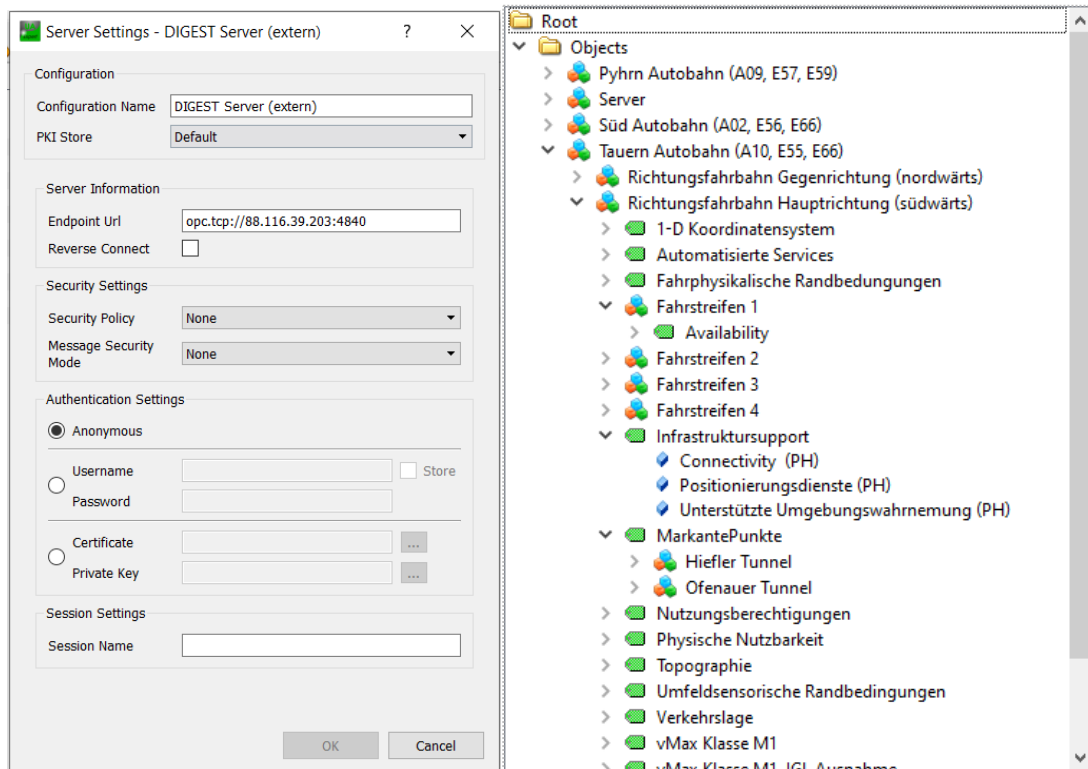 Server Settings - DIGEST Server (extern)
?
Configuration
Configuration Name DIGEST Server (extern)
PKI Store Default
Server Information
Endpoint Url opc.tcp://88.116.39.203:4840
Reverse Connect
Security Settings
Security Policy None
Message Security
Mode
None
Authentication Settings
Anonymous
Username
Store
Password
Certificate ...
Private Key ...
Session Settings
Session Name
OK Cancel
Root
Objects
Pyhrn Autobahn (A09, E57, E59)
Server
Süd Autobahn (A02, E56, E66)
Tauern Autobahn (A10, E55, E66)
Richtungsfahrbahn Gegenrichtung (nordwärts)
Richtungsfahrbahn Hauptrichtung (südwärts)
1-D Koordinatensystem
Automatisierte Services
Fahrphysikalische Randbedungungen
Fahrstreifen 1
Availability
Fahrstreifen 2
Fahrstreifen 3
Fahrstreifen 4
Infrastruktursupport
Connectivity (PH)
Positionierungsdienste (PH)
Unterstützte Umgebungswahrnemung (PH)
MarkantePunkte
Hiefler Tunnel
Ofenauer Tunnel
Nutzungsberechtigungen
Physische Nutzbarkeit
Topographie
Umfeldsensorische Randbedingungen
Verkehrslage
vMax Klasse M1
vMax Klasse M1 IGL Ausnahme